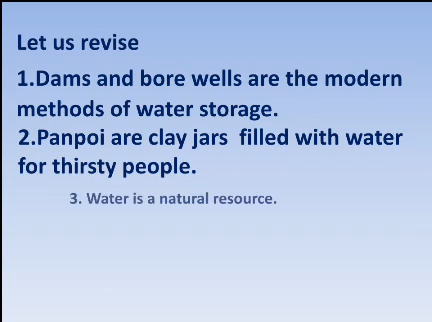 Let us revise
1.Dams and bore wells are the modern
methods of water storage.
2.Panpoi are clay jars  filled with water
for thirsty people.
3. Water is a natural resource.